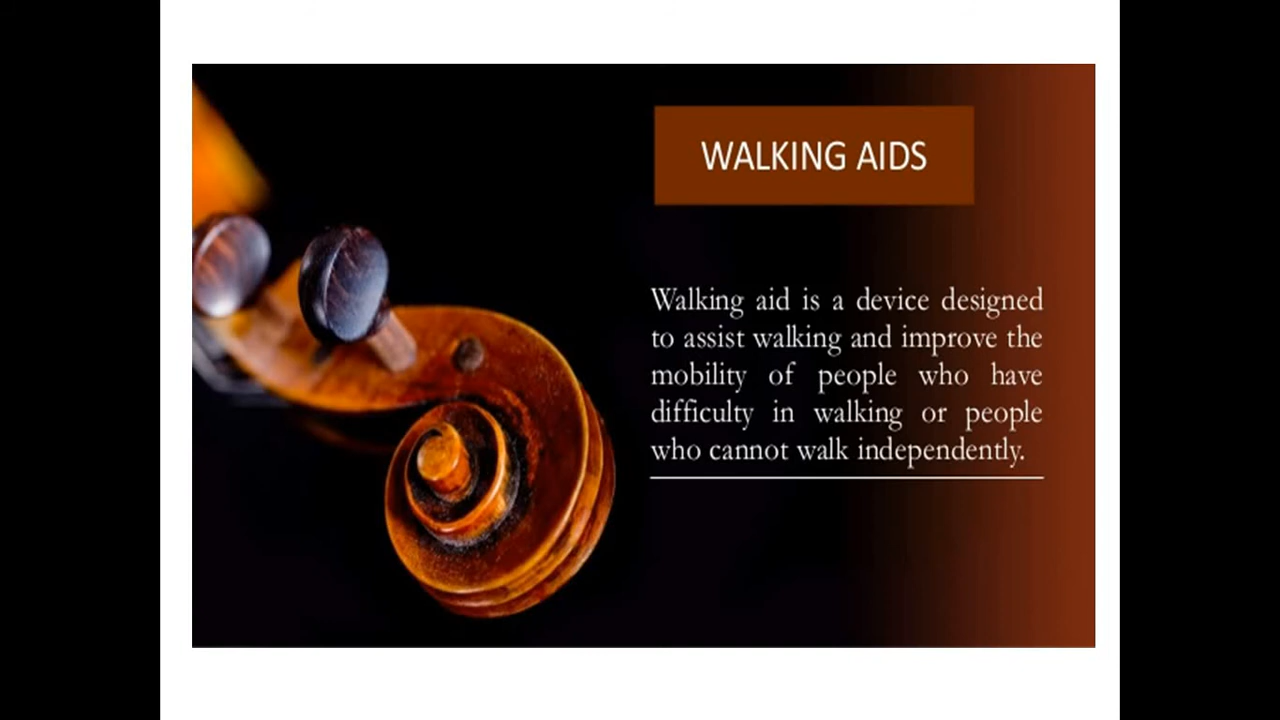 WALKING AIDS
Walking aid is a device designed
to assist walking and improve the
mobility of people who have
difficulty in walking or people
who cannot walk independently.